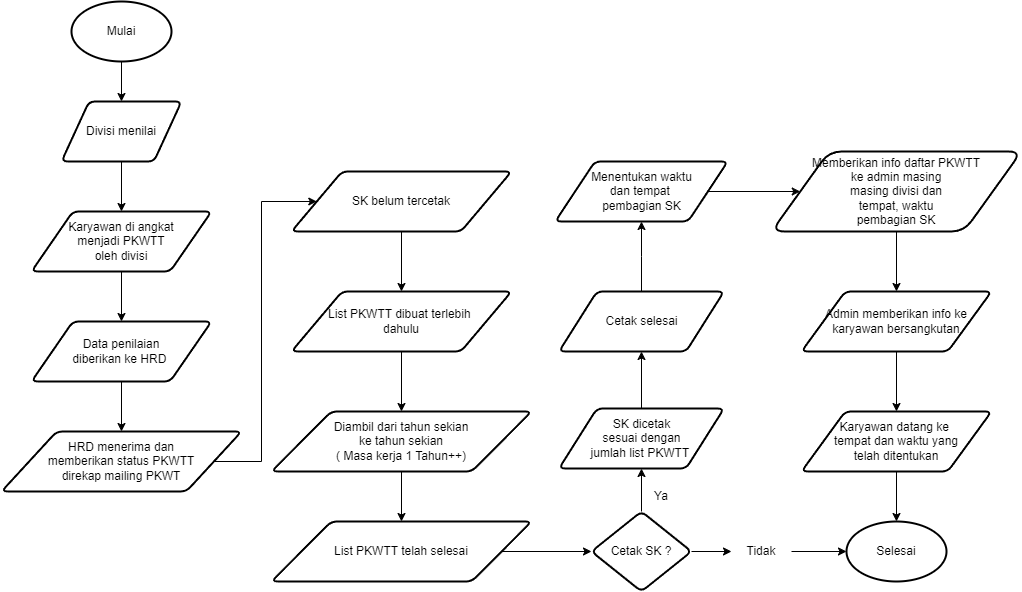 Mulai
Divisi menilai
Karyawan di angkat
menjadi PKWTT
oleh divisi
Data penilaian
diberikan ke HRD
HRD menerima dan
memberikan status PKWTT
direkap mailing PKWT
SK belum tercetak
List PKWTT dibuat terlebih
dahulu
Diambil dari tahun sekian
ke tahun sekian
( Masa kerja 1 Tahun++)
List PKWTT telah selesai
Cetak SK ?
Ya
Tidak
SK dicetak
sesuai dengan
jumlah list PKWTT
Cetak selesai
Menentukan waktu
dan tempat
pembagian SK
Memberikan info daftar PKWTT
ke admin masing
masing divisi dan
tempat, waktu
pembagian SK
Admin memberikan info ke
karyawan bersangkutan
Karyawan datang ke
tempat dan waktu yang
telah ditentukan
Selesai